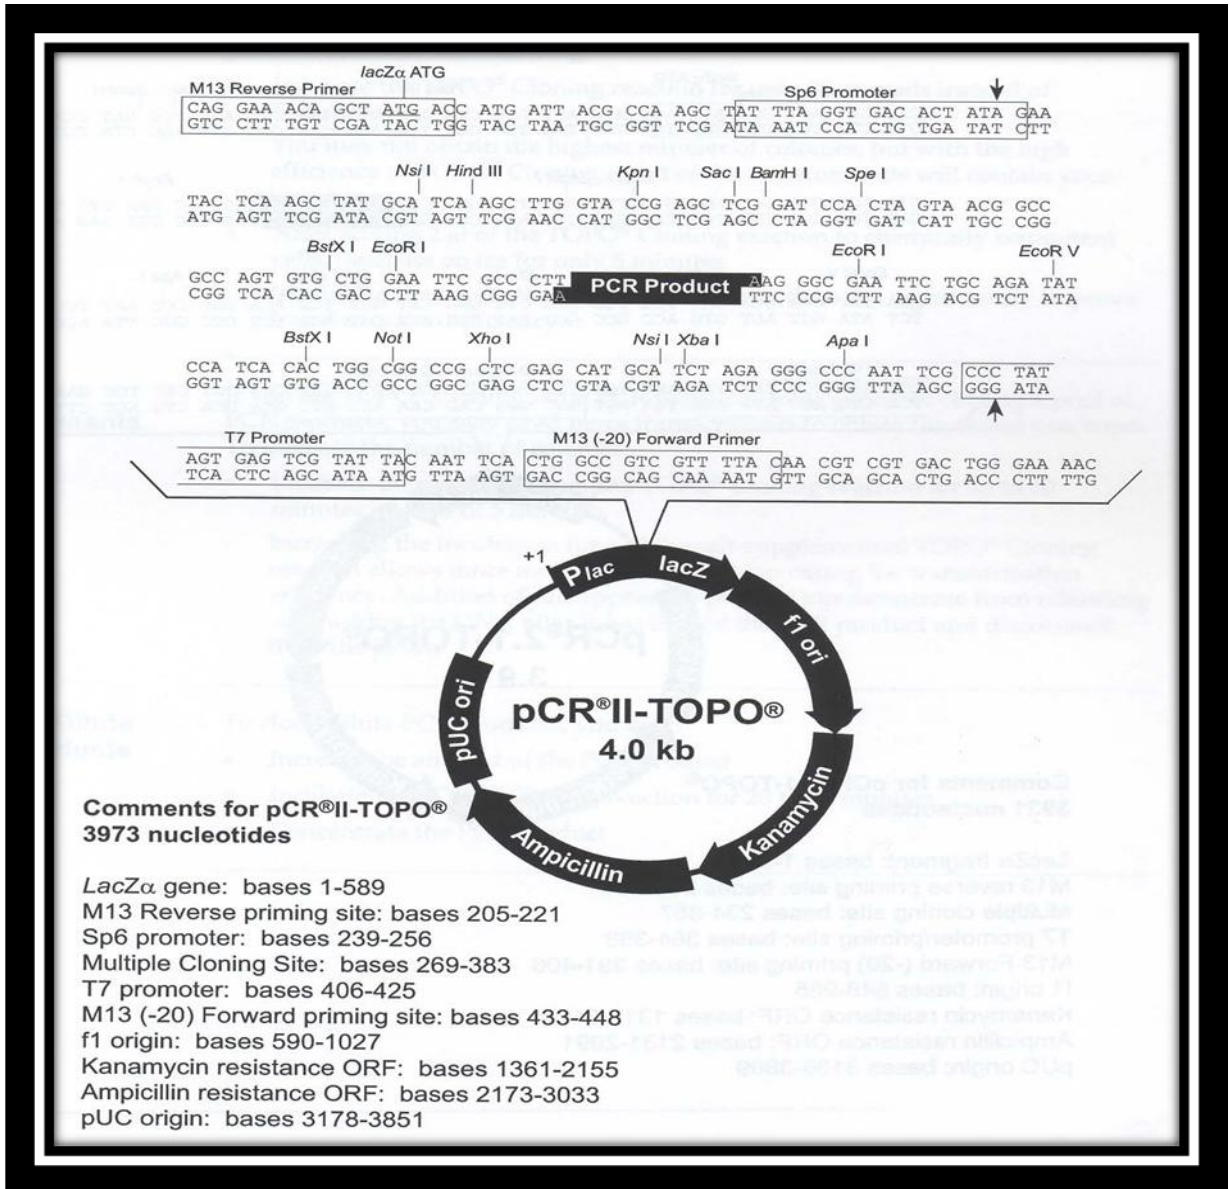 lacZα ATG
M13 Reverse Primer
Sp6 Promoter
CAG GAA ACA GCT ATG ACC ATG ATT ACG CCA AGC TAT TTA GGT GAC ACT ATA GAA
GTC CTT TGT CGA TAC TGG TAC TAA TGC GGT TCG ATA AAT CCA CTG TGA TAT CTT
Nsi I Hind III Kpn I Sac I BamH I Spe I
TAC TCA AGC TAT GCA TCA AGC TTG GTA CCG AGC TCG GAT CCA CTA GTA ACG GCC
ATG AGT TCG ATA CGT AGT TCG AAC CAT GGC TCG AGC CTA GGT GAT CAT TGC CGG
BstX I EcoR I EcoR I EcoR V
GCC AGT GTG CTG GAA TTC GCC CTT PCR Product AAG GGC GAA TTC TGC AGA TAT
CGG TCA CAC GAC CTT AAG CGG GAA TTC CCG CTT AAG ACG TCT ATA
BstX I Not I Xho I Nsi I Xba I Apa I
CCA TCA CAC TGG CGG CCG CTC GAG CAT GCA TCT AGA GGG CCC AAT TCG CCC TAT
GGT AGT GTG ACC GCC GGC GAG CTC GTA CGT AGA TCT CCC GGG TTA AGC GGG ATA
T7 Promoter M13 (-20) Forward Primer
AGT GAG TCG TAT TAC AAT TCA CTG GCC GTC GTT TTA CAA CGT CGT GAC TGG GAA AAC
TCA CTC AGC ATA ATG TTA AGT GAC CGG CAG CAA AAT GTT GCA GCA CTG ACC CTT TTG
+1
Plac lacZ
f1 ori
pUC ori
pCR®II-TOPO®
4.0 kb
Kanamycin
Ampicillin
Comments for pCR®II-TOPO®
3973 nucleotides
LacZα gene: bases 1-589
M13 Reverse priming site: bases 205-221
Sp6 promoter: bases 239-256
Multiple Cloning Site: bases 269-383
T7 promoter: bases 406-425
M13 (-20) Forward priming site: bases 433-448
f1 origin: bases 590-1027
Kanamycin resistance ORF: bases 1361-2155
Ampicillin resistance ORF: bases 2173-3033
pUC origin: bases 3178-3851